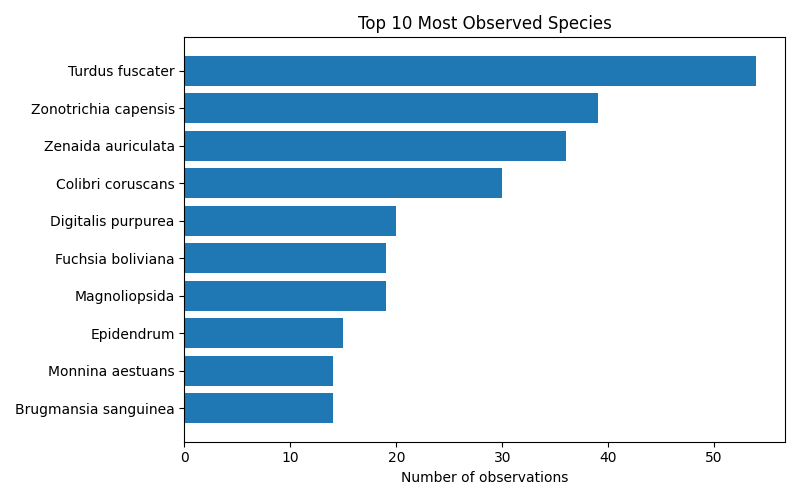 Top 10 Most Observed Species
Turdus fuscater
Zonotrichia capensis
Zenaida auriculata
Colibri coruscans
Digitalis purpurea
Fuchsia boliviana
Magnoliopsida
Epidendrum
Monnina aestuans
Brugmansia sanguinea
0 10 20 30 40 50
Number of observations